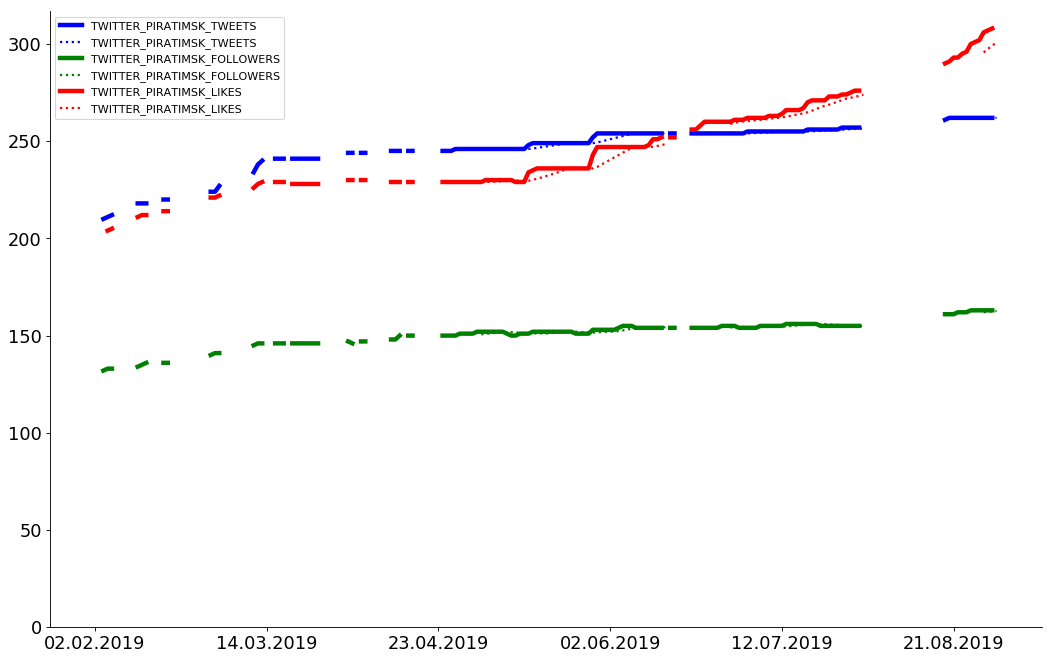 TWITTER_PIRATIMSK_TWEETS
TWITTER_PIRATIMSK_TWEETS
TWITTER_PIRATIMSK_FOLLOWERS
TWITTER_PIRATIMSK_FOLLOWERS
TWITTER_PIRATIMSK_LIKES
TWITTER_PIRATIMSK_LIKES
300
250
200
150
100
50
0
02.02.2019 14.03.2019 23.04.2019 02.06.2019 12.07.2019 21.08.2019